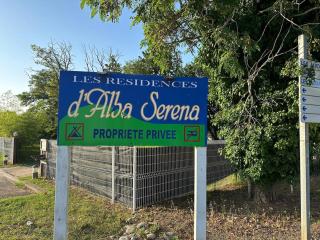 LES RESIDENCES
d'Alba Serena
PROPRIETE PRIVEE